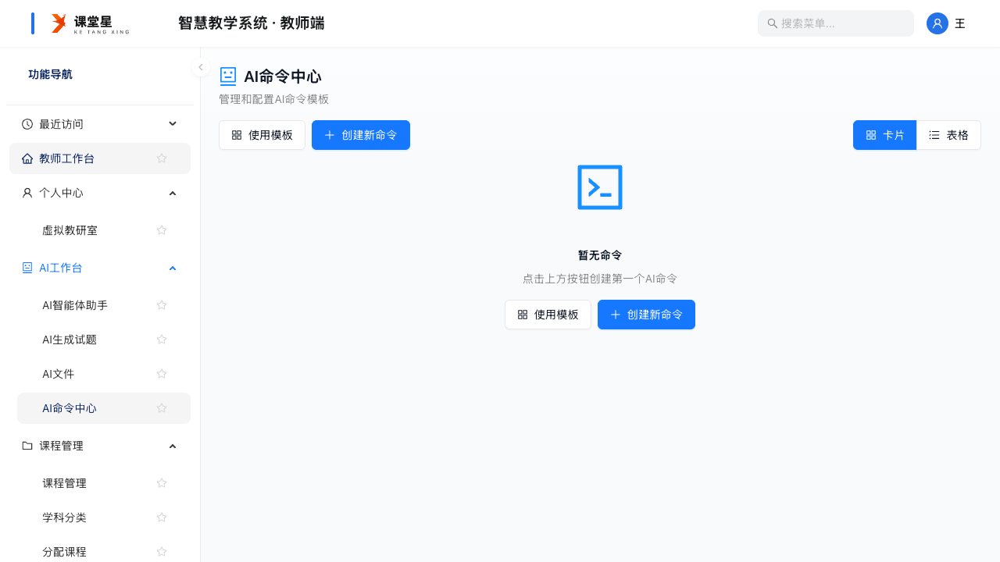 课堂星
KE TANG XING
智慧教学系统 · 教师端
搜索菜单...
王
功能导航
最近访问
教师工作台
个人中心
虚拟教研室
AI工作台
AI智能体助手
AI生成试题
AI文件
AI命令中心
课程管理
课程管理
学科分类
分配课程
AI命令中心
管理和配置AI命令模板
使用模板
创建新命令
卡片
表格
暂无命令
点击上方按钮创建第一个AI命令
使用模板
创建新命令